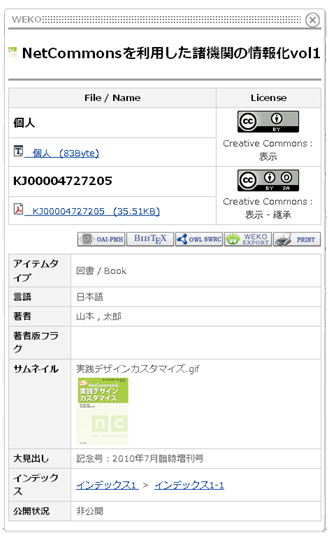 WEKO
NetCommonsを利用した諸機関の情報化vol1
File / Name
License
個人
個人 (83Byte)
CC BY
Creative Commons :
表示
KJ00004727205
KJ00004727205 (35.51KB)
CC BY SA
Creative Commons :
表示 - 継承
OAI-PMH
BIBTEX
OWL SWRC
WEKO
EXPORT
PRINT
アイテムタ
イプ
図書 / Book
言語
日本語
著者
山本 , 太郎
著者版フラ
グ
サムネイル
実践デザインカスタマイズ.gif
NetCommons
実践デザイン
カスタマイズ
nc
大見出し
記念号 : 2010年7月臨時増刊号
インデック
ス
インデックス1 > インデックス1-1
公開状況
非公開